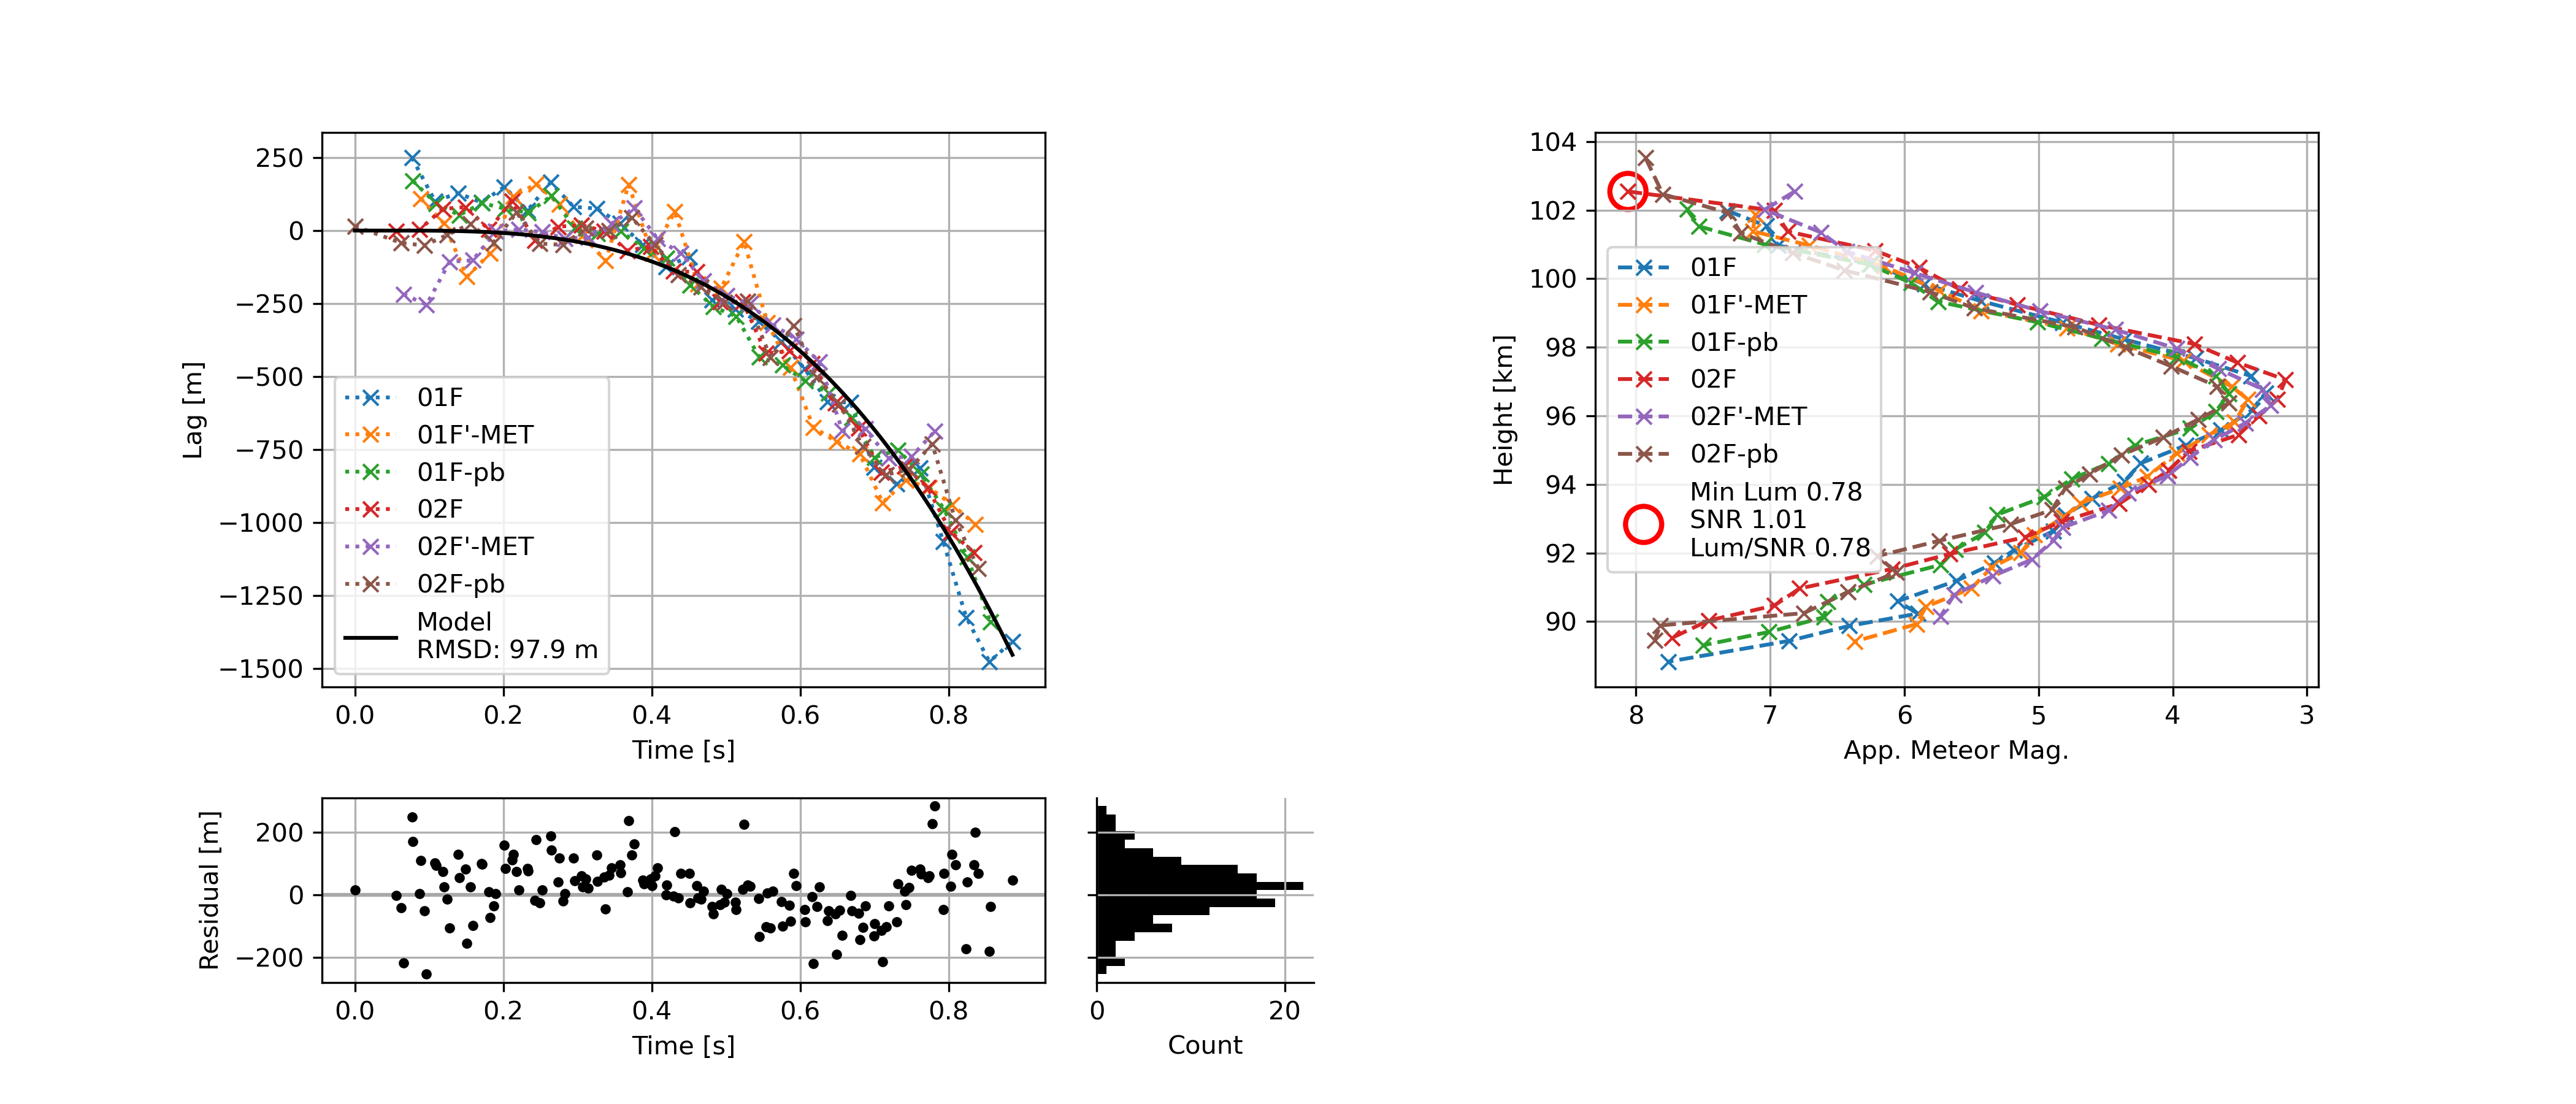 250
0
−250
−500
−750
−1000
−1250
−1500
Lag [m]
01F
01F'-MET
01F-pb
02F
02F'-MET
02F-pb
Model
RMSD: 97.9 m
0.0 0.2 0.4 0.6 0.8
Time [s]
104
102
100
98
96
94
92
90
Height [km]
01F
01F'-MET
01F-pb
02F
02F'-MET
02F-pb
Min Lum 0.78
SNR 1.01
Lum/SNR 0.78
8 7 6 5 4 3
App. Meteor Mag.
200
0
−200
Residual [m]
0.0 0.2 0.4 0.6 0.8
Time [s]
0 20
Count